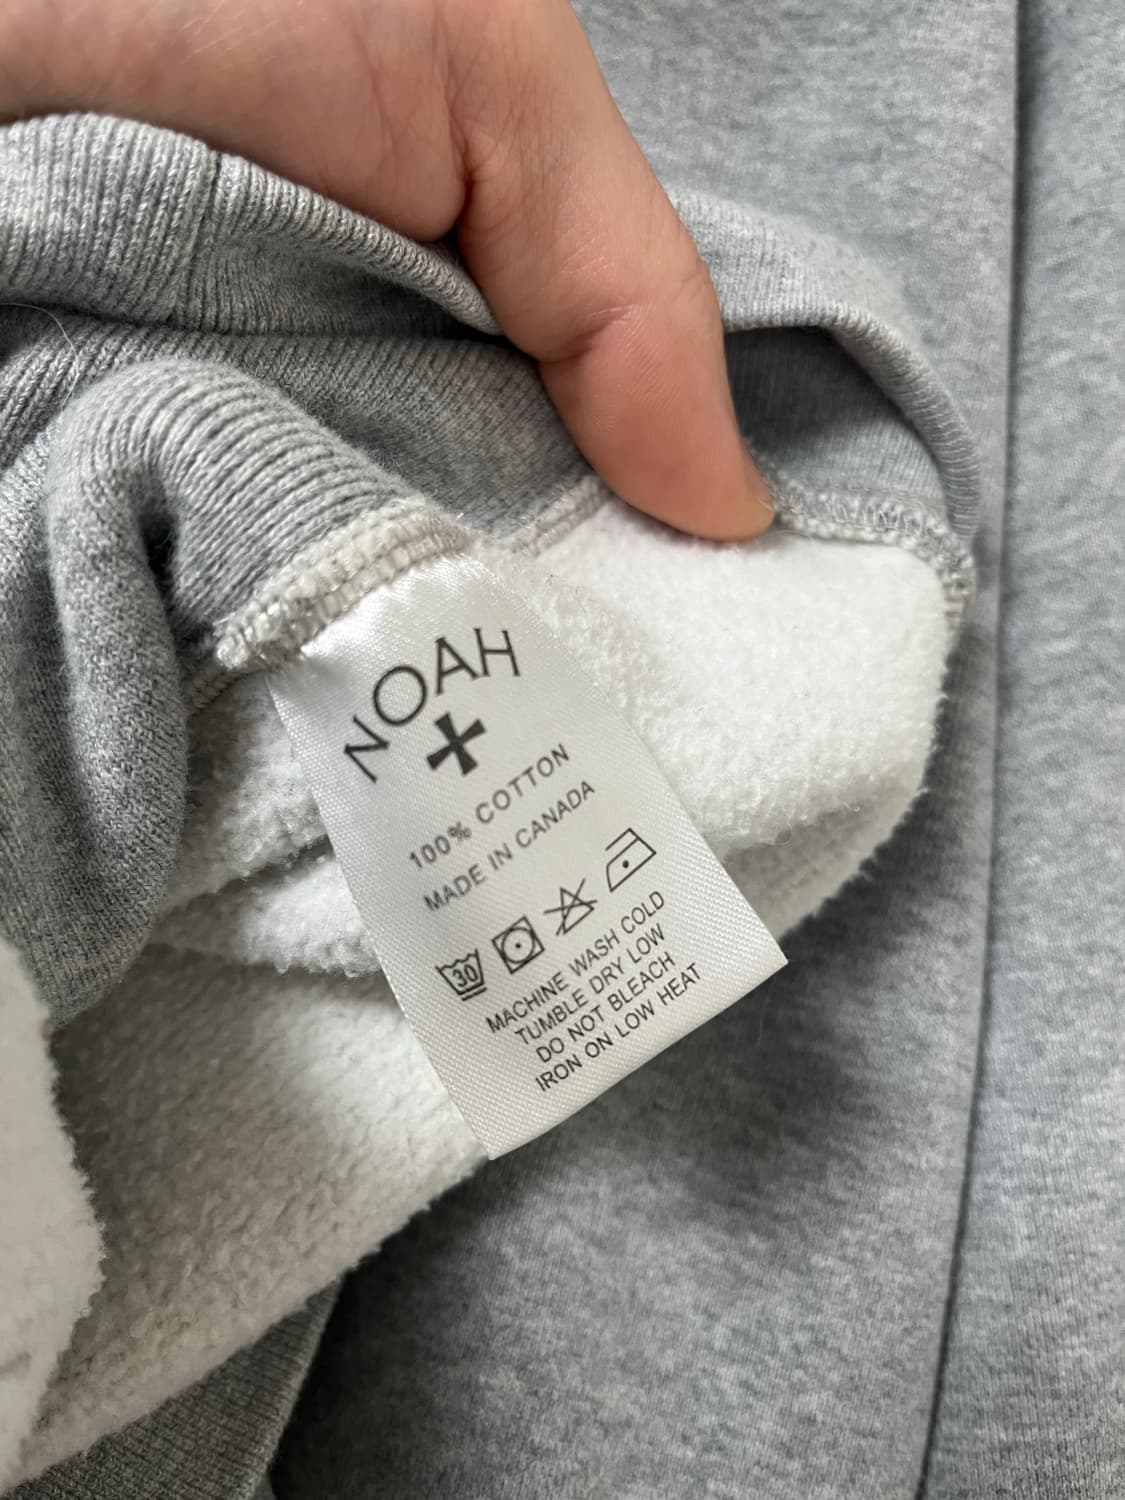 NOAH
100% COTTON
MADE IN CANADA
30
MACHINE WASH COLD
TUMBLE DRY LOW
DO NOT BLEACH
IRON ON LOW HEAT